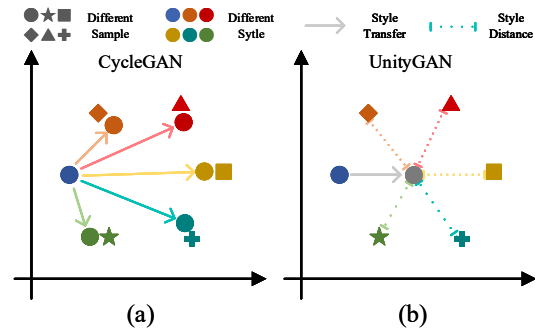 Different Different Style Style
Sample Sytle Transfer Distance
CycleGAN UnityGAN
(a) (b)